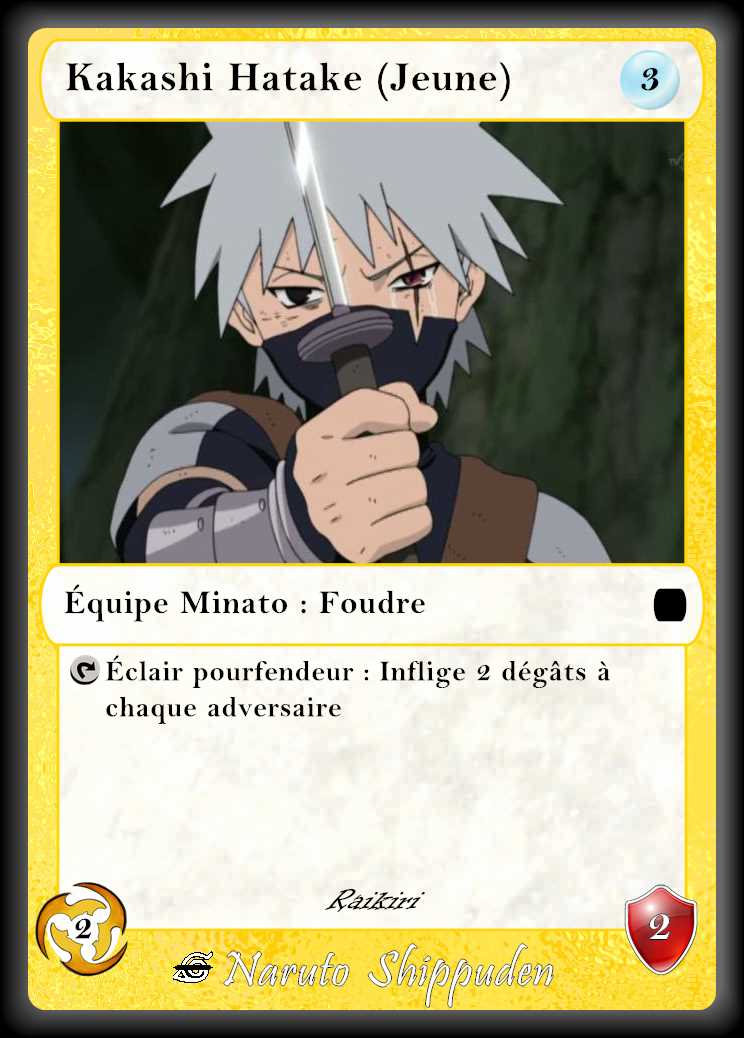 Kakashi Hatake (Jeune)
3
Équipe Minato : Foudre
Éclair pourfendeur : Inflige 2 dégâts à
chaque adversaire
Raikiri
2
2
Naruto Shippuden